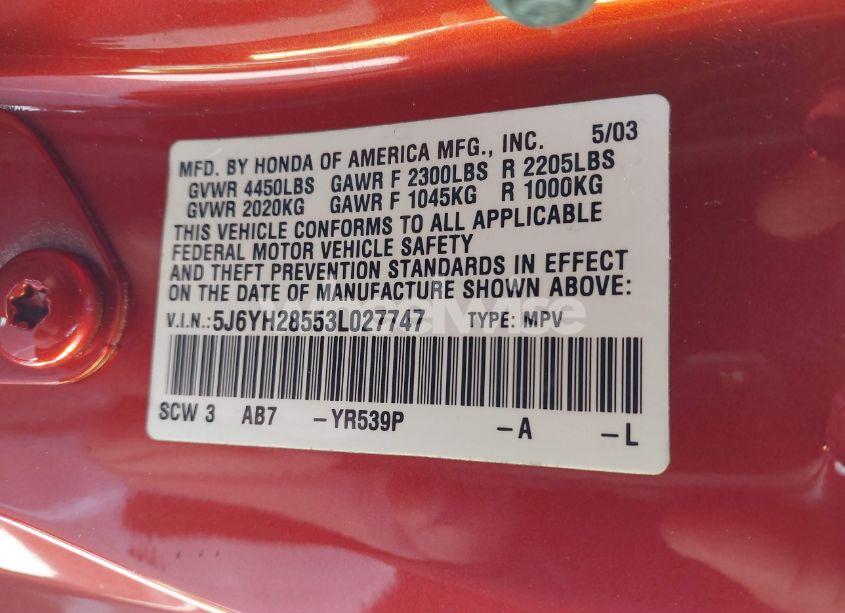 5/03
MFD. BY HONDA OF AMERICA MFG., INC.
GVWR 4450LBS GAWR F 2300LBS R 2205LBS
GVWR 2020KG GAWR F 1045KG R 1000KG
THIS VEHICLE CONFORMS TO ALL APPLICABLE
FEDERAL MOTOR VEHICLE SAFETY
AND THEFT PREVENTION STANDARDS IN EFFECT
ON THE DATE OF MANUFACTURE SHOWN ABOVE:
V.I.N.:5J6YH28553L027747 TYPE: MPV
SCW 3 AB7 -YR539P -A -L